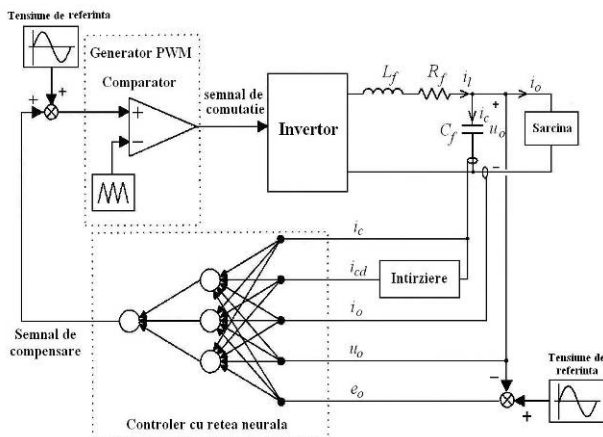 Tensiune de referinta
Generator PWM
Comparator
semnal de
comutatie
Invertor
L_f
R_f
i_l
i_o
+
i_c
C_f
u_o
-
Sarcina
+
+
+
−
i_c
i_cd
Intirziere
i_o
u_o
e_o
Semnal de
compensare
Controler cu retea neurala
Tensiune de
referinta
−
+